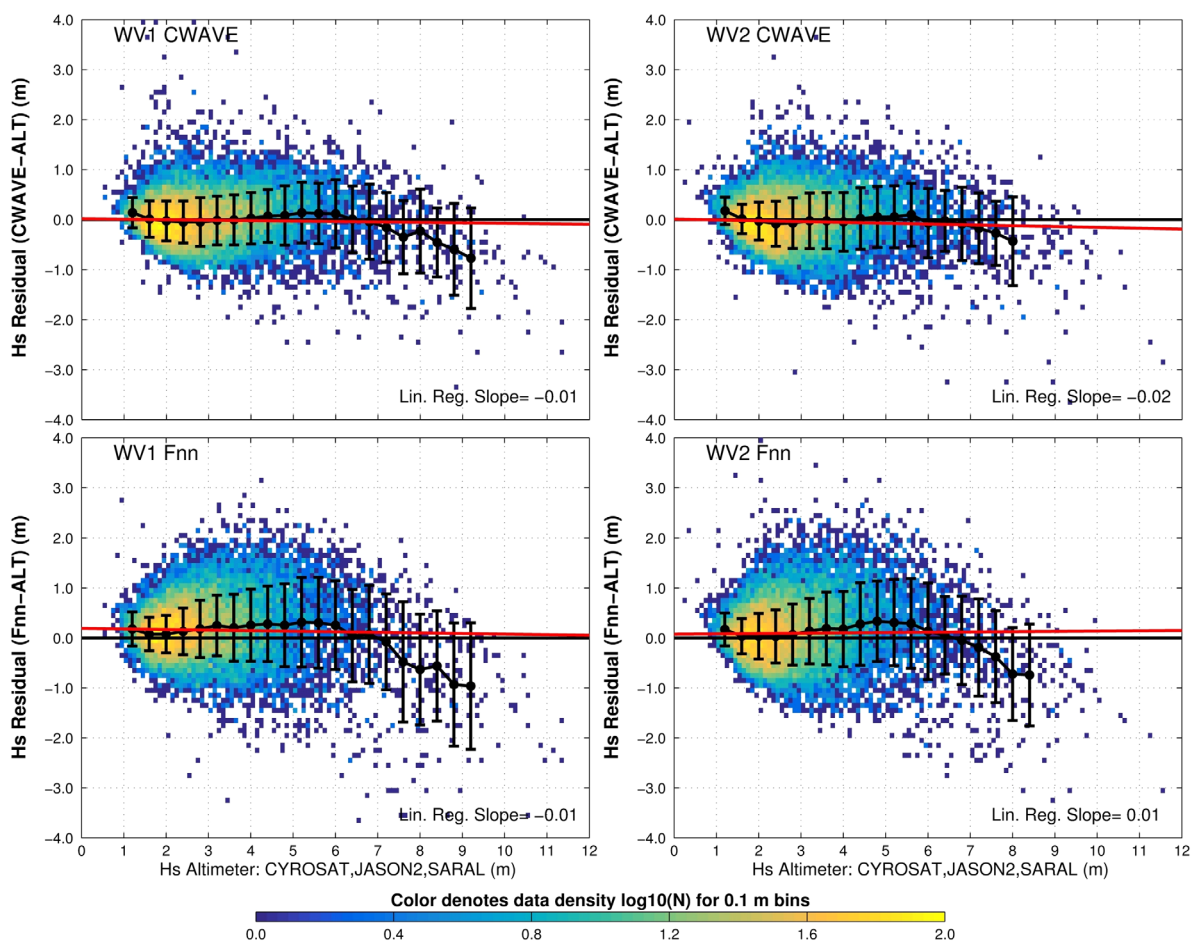 WV1 CWAVE
Hs Residual (CWAVE−ALT) (m)
4.0
3.0
2.0
1.0
0.0
−1.0
−2.0
−3.0
−4.0
Lin. Reg. Slope= −0.01
WV2 CWAVE
Hs Residual (CWAVE−ALT) (m)
4.0
3.0
2.0
1.0
0.0
−1.0
−2.0
−3.0
−4.0
Lin. Reg. Slope= −0.02
WV1 Fnn
Hs Residual (Fnn−ALT) (m)
4.0
3.0
2.0
1.0
0.0
−1.0
−2.0
−3.0
−4.0
Lin. Reg. Slope= −0.01
0 1 2 3 4 5 6 7 8 9 10 11 12
Hs Altimeter: CYROSAT,JASON2,SARAL (m)
WV2 Fnn
Hs Residual (Fnn−ALT) (m)
4.0
3.0
2.0
1.0
0.0
−1.0
−2.0
−3.0
−4.0
Lin. Reg. Slope= 0.01
0 1 2 3 4 5 6 7 8 9 10 11 12
Hs Altimeter: CYROSAT,JASON2,SARAL (m)
Color denotes data density log10(N) for 0.1 m bins
0.0 0.4 0.8 1.2 1.6 2.0